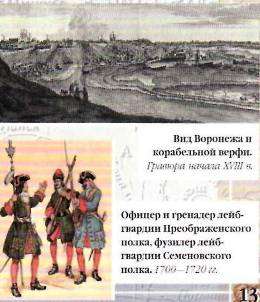 Вид Воронежа и
корабельной верфи.
Гравюра начала XVIII в.
Офицер и гренадер лейб-
гвардии Преображенского
полка, фузилер лейб-
гвардии Семеновского
полка. 1700—1720 гг.
13